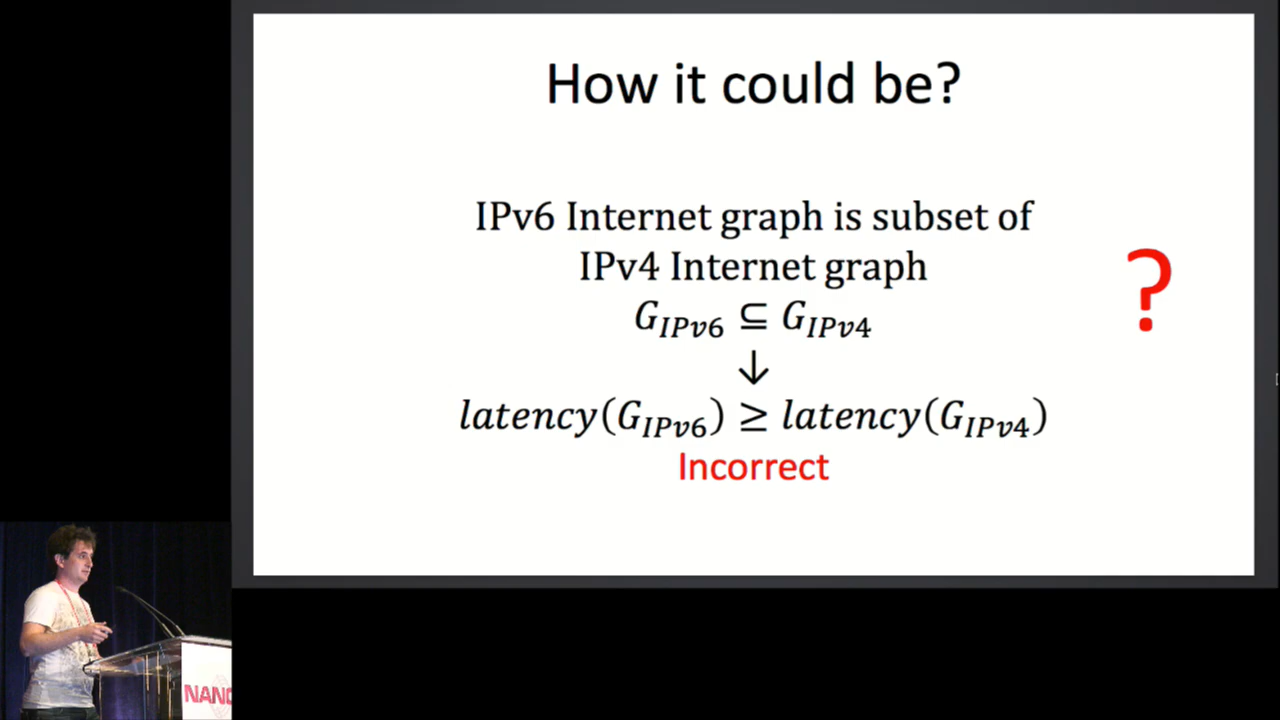 How it could be?
IPv6 Internet graph is subset of
IPv4 Internet graph
?
G_IPv6 ⊆ G_IPv4
↓
latency(G_IPv6) ≥ latency(G_IPv4)
Incorrect
NANO